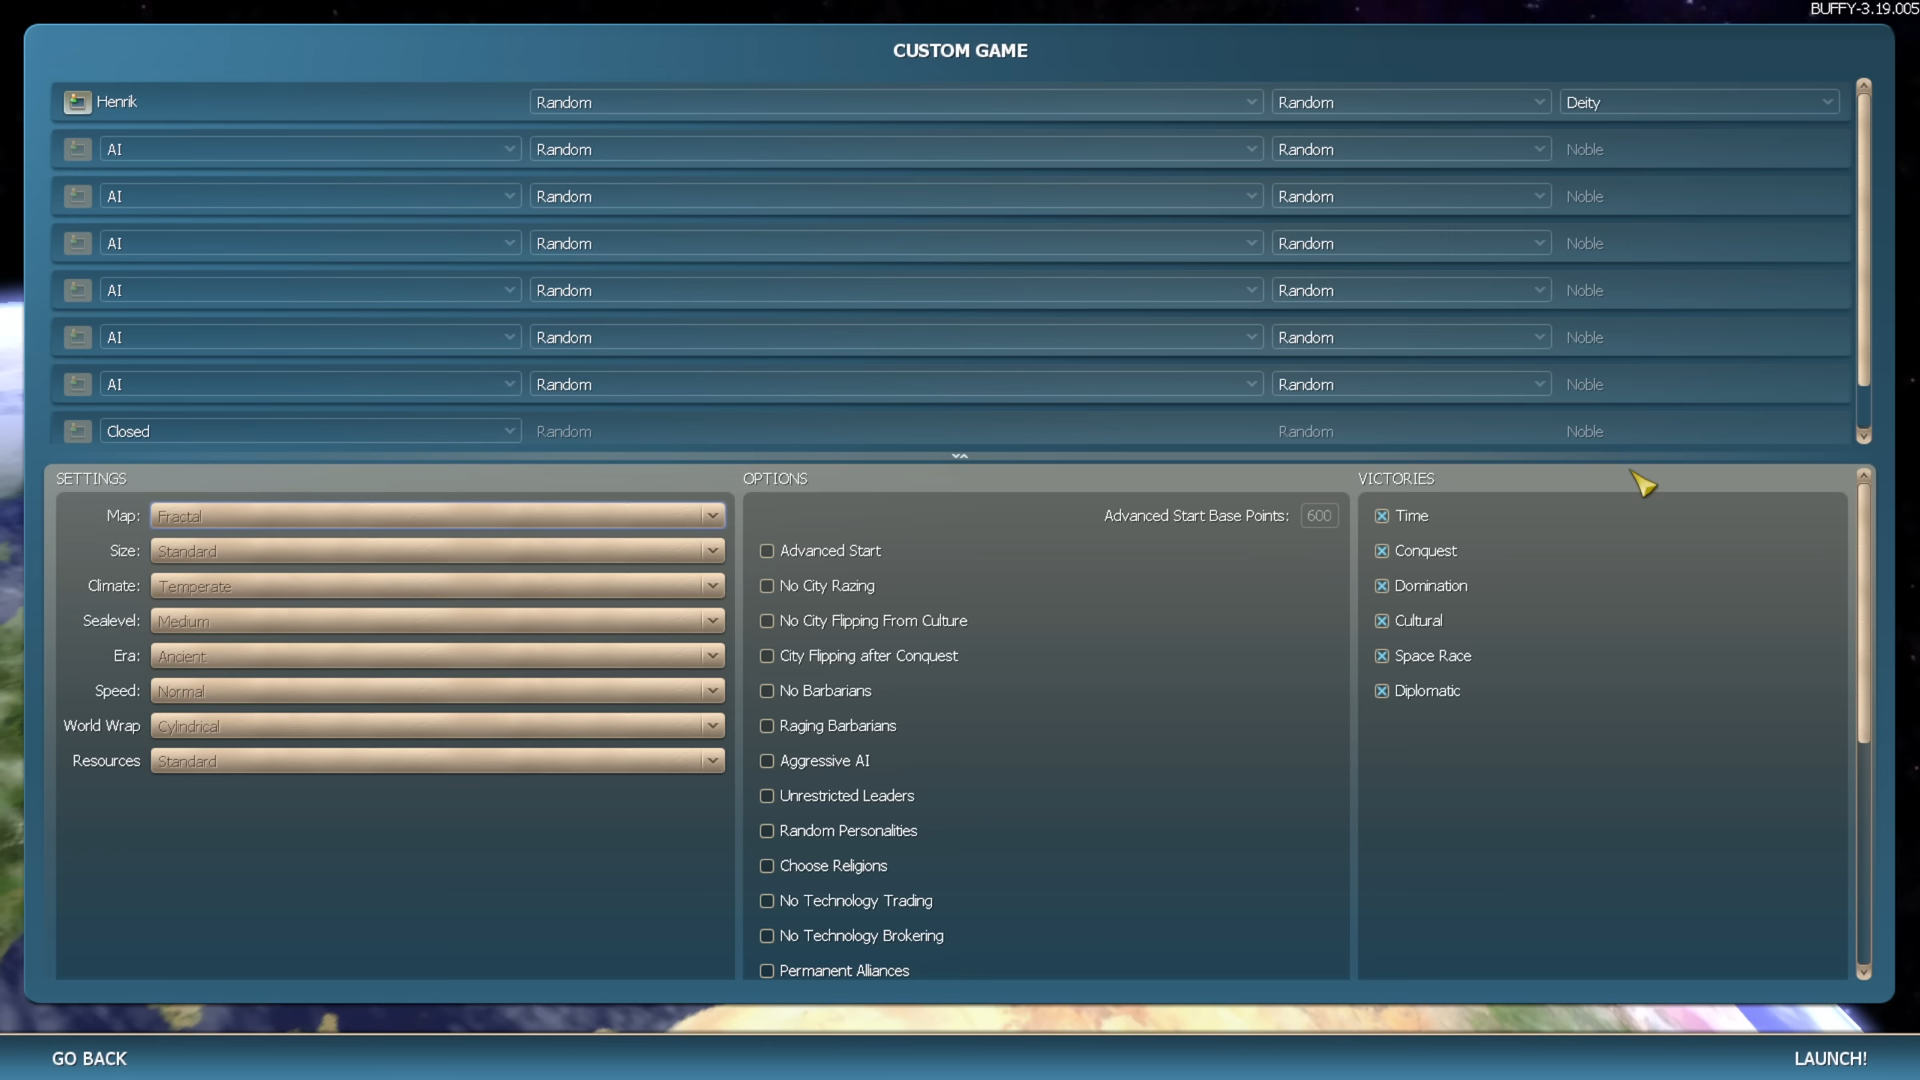 BUFFY-3.19.005
CUSTOM GAME
Henrik Random Random Deity
AI Random Random Noble
AI Random Random Noble
AI Random Random Noble
AI Random Random Noble
AI Random Random Noble
AI Random Random Noble
Closed Random Random Noble
SETTINGS
Map: Fractal
Size: Standard
Climate: Temperate
Sealevel: Medium
Era: Ancient
Speed: Normal
World Wrap Cylindrical
Resources Standard
OPTIONS
Advanced Start Base Points: 600
Advanced Start
No City Razing
No City Flipping From Culture
City Flipping after Conquest
No Barbarians
Raging Barbarians
Aggressive AI
Unrestricted Leaders
Random Personalities
Choose Religions
No Technology Trading
No Technology Brokering
Permanent Alliances
VICTORIES
Time
Conquest
Domination
Cultural
Space Race
Diplomatic
GO BACK
LAUNCH!